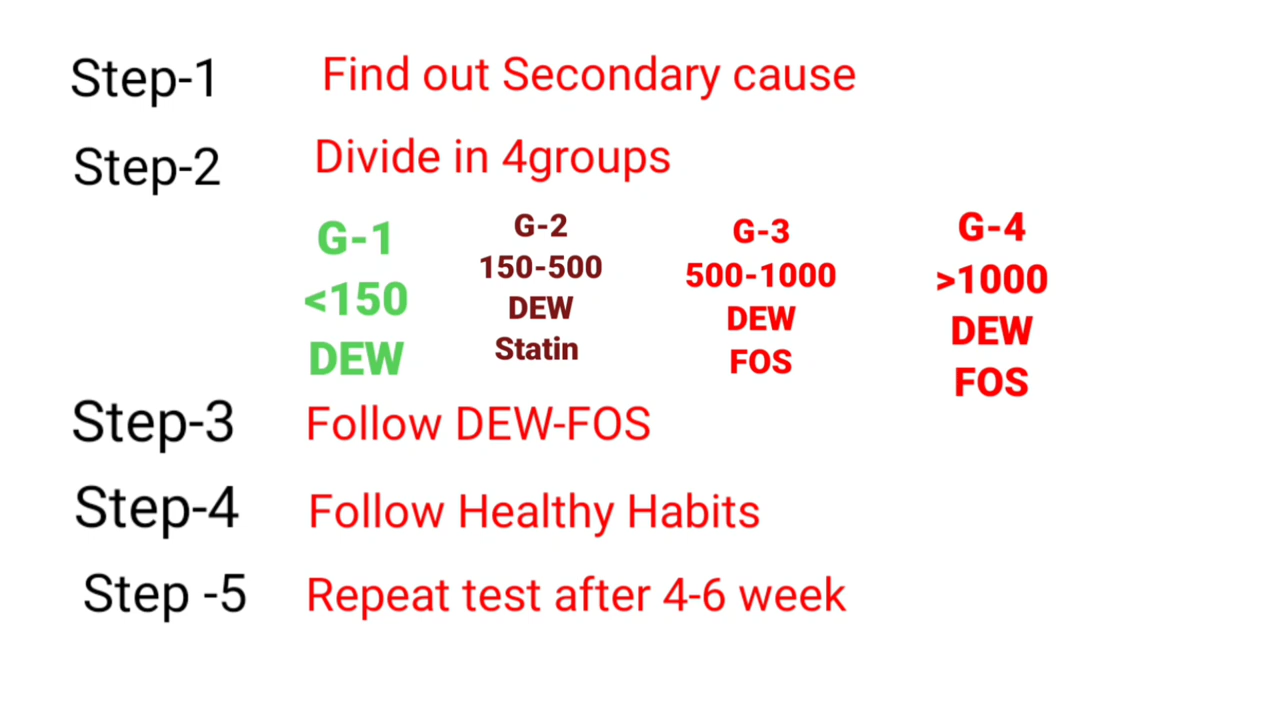 Step-1 Find out Secondary cause
Step-2 Divide in 4groups
G-1 G-2 G-3 G-4
<150 150-500 500-1000 >1000
DEW DEW DEW DEW
Statin FOS FOS
Step-3 Follow DEW-FOS
Step-4 Follow Healthy Habits
Step -5 Repeat test after 4-6 week